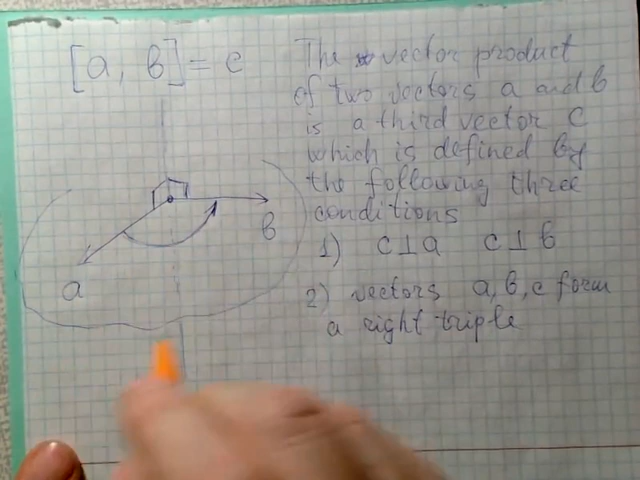 [a, b] = c
The vector product
of two vectors a and b
is a third vector c
which is defined by
the following three
conditions
1) c⊥a c⊥b
2) vectors a, b, c form
a right triple
b
a